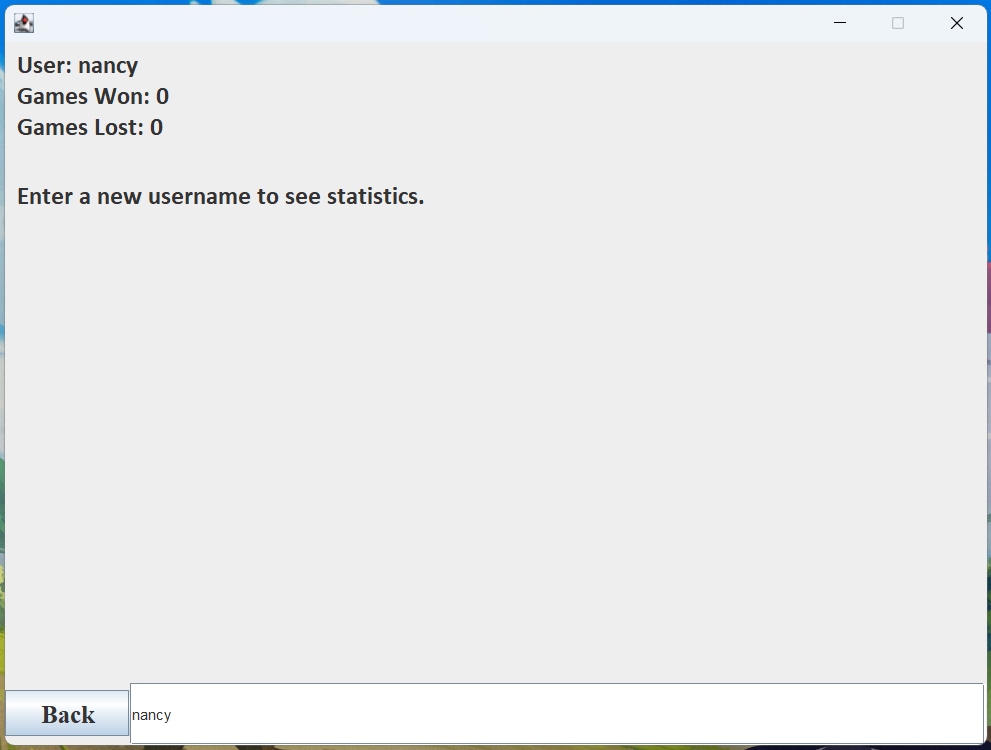 User: nancy
Games Won: 0
Games Lost: 0
Enter a new username to see statistics.
Back
nancy